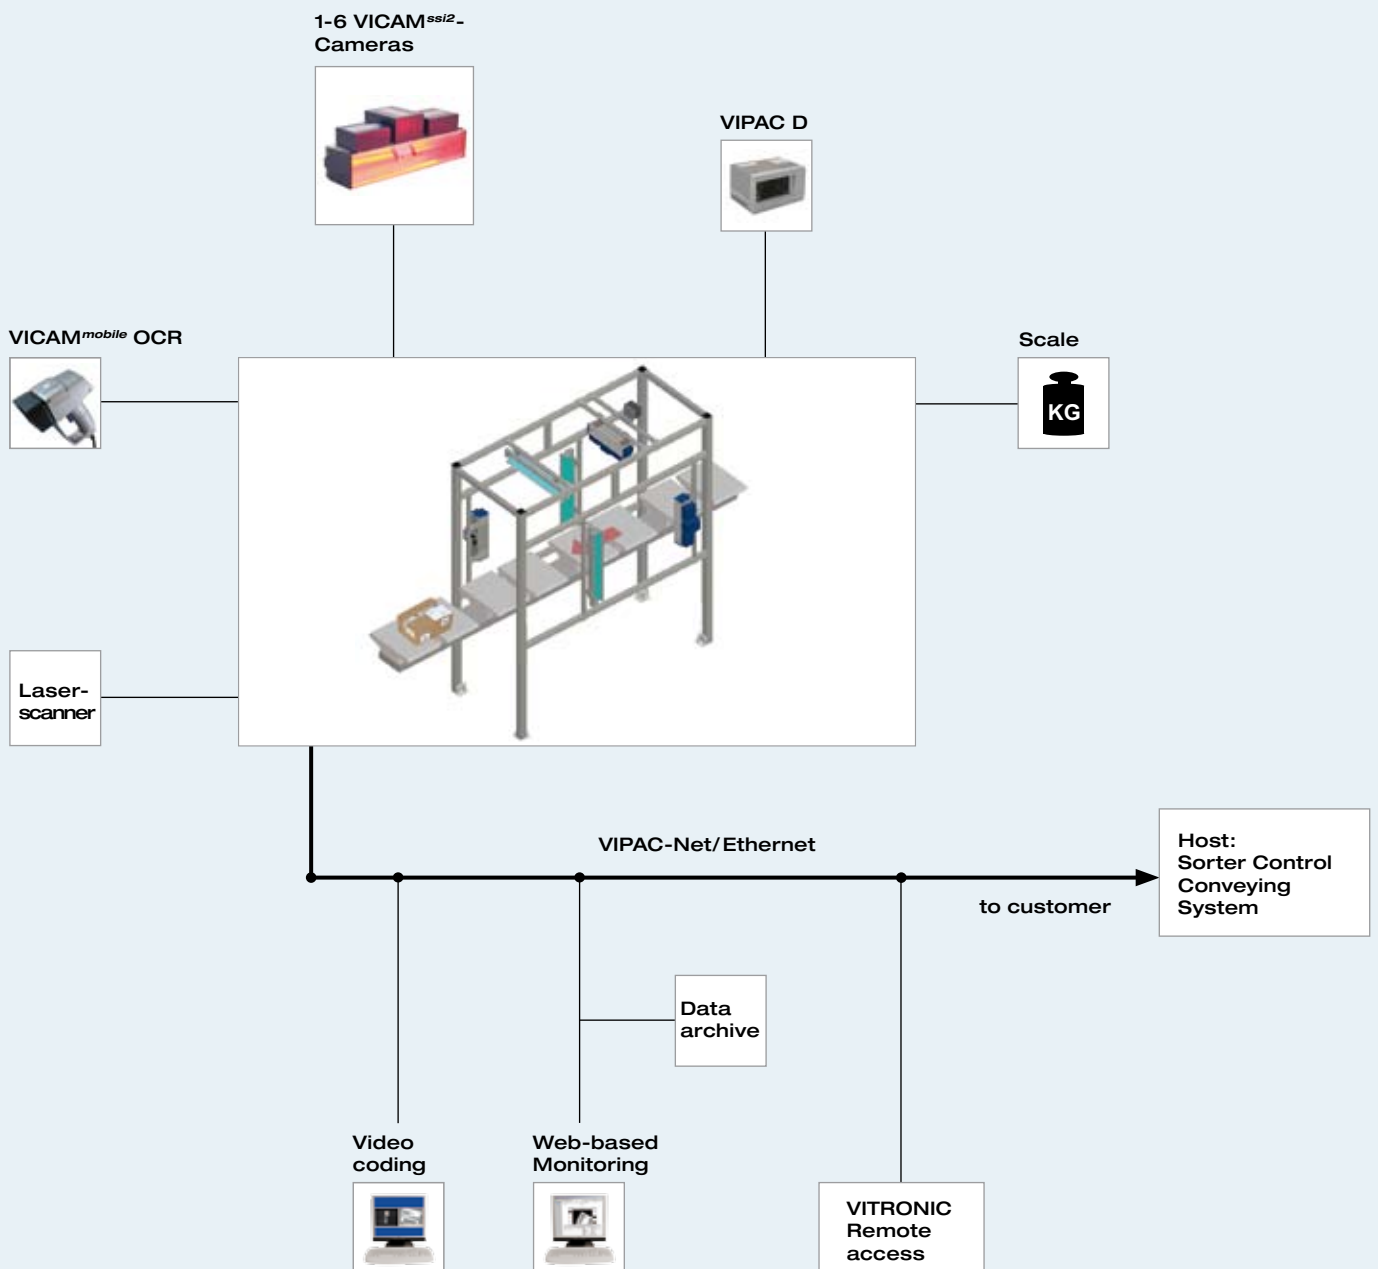 1-6 VICAMssi2-
Cameras
VIPAC D
VICAMmobile OCR
Scale
KG
Laser-
scanner
VIPAC-Net/Ethernet
Host:
Sorter Control
Conveying
System
to customer
Data
archive
Video
coding
Web-based
Monitoring
VITRONIC
Remote
access